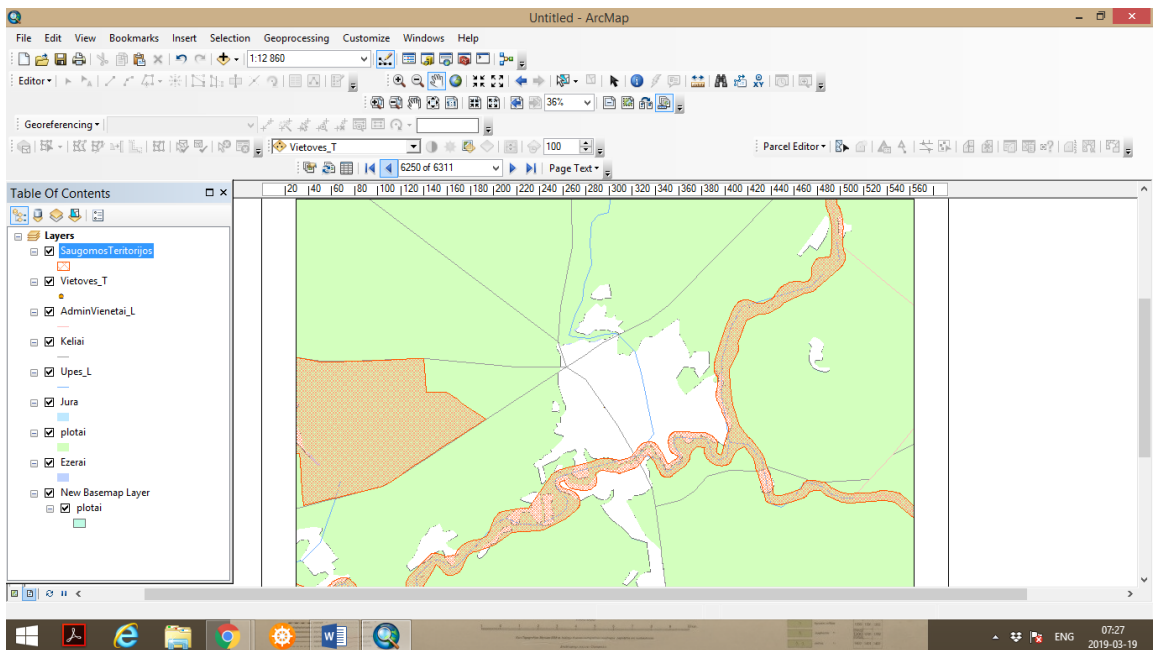 Untitled - ArcMap
File Edit View Bookmarks Insert Selection Geoprocessing Customize Windows Help
1:12 860
Editor
36%
Georeferencing
Vietoves_T 100 Parcel Editor
6250 of 6311 Page Text
Table Of Contents
20 40 60 80 100 120 140 160 180 200 220 240 260 280 300 320 340 360 380 400 420 440 460 480 500 520 540 560
Layers
SaugomosTeritorijos
Vietoves_T
AdminVienetai_L
Keliai
Upes_L
Jura
plotai
Ezerai
New Basemap Layer
plotai
ENG 07:27
2019-03-19